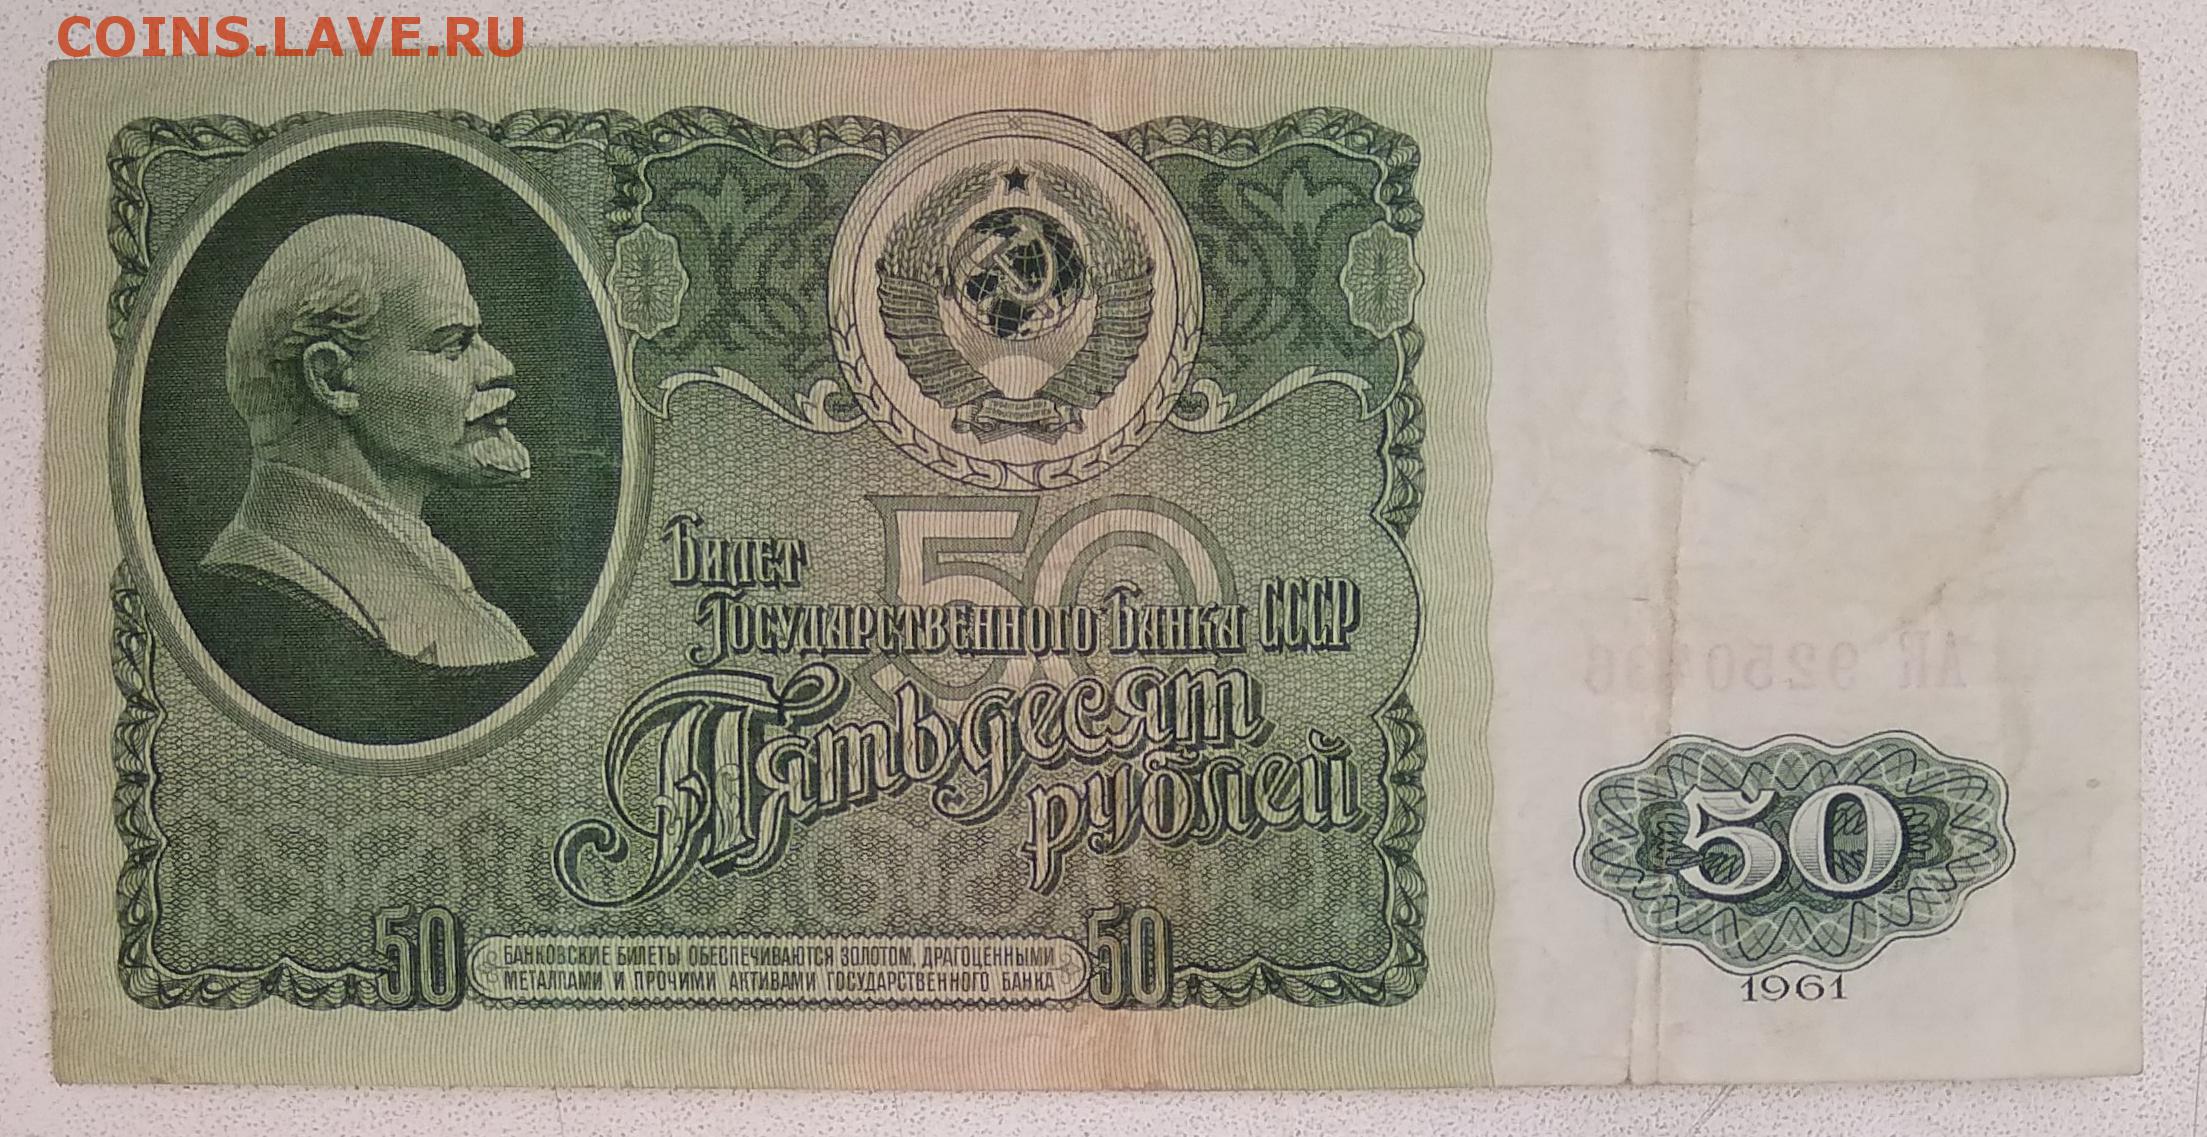 COINS.LAVE.RU
50
Билет
Государственного Банка СССР
Пятьдесят
рублей
50
БАНКОВСКИЕ БИЛЕТЫ ОБЕСПЕЧИВАЮТСЯ ЗОЛОТОМ, ДРАГОЦЕННЫМИ
МЕТАЛЛАМИ И ПРОЧИМИ АКТИВАМИ ГОСУДАРСТВЕННОГО БАНКА
50
50
1961